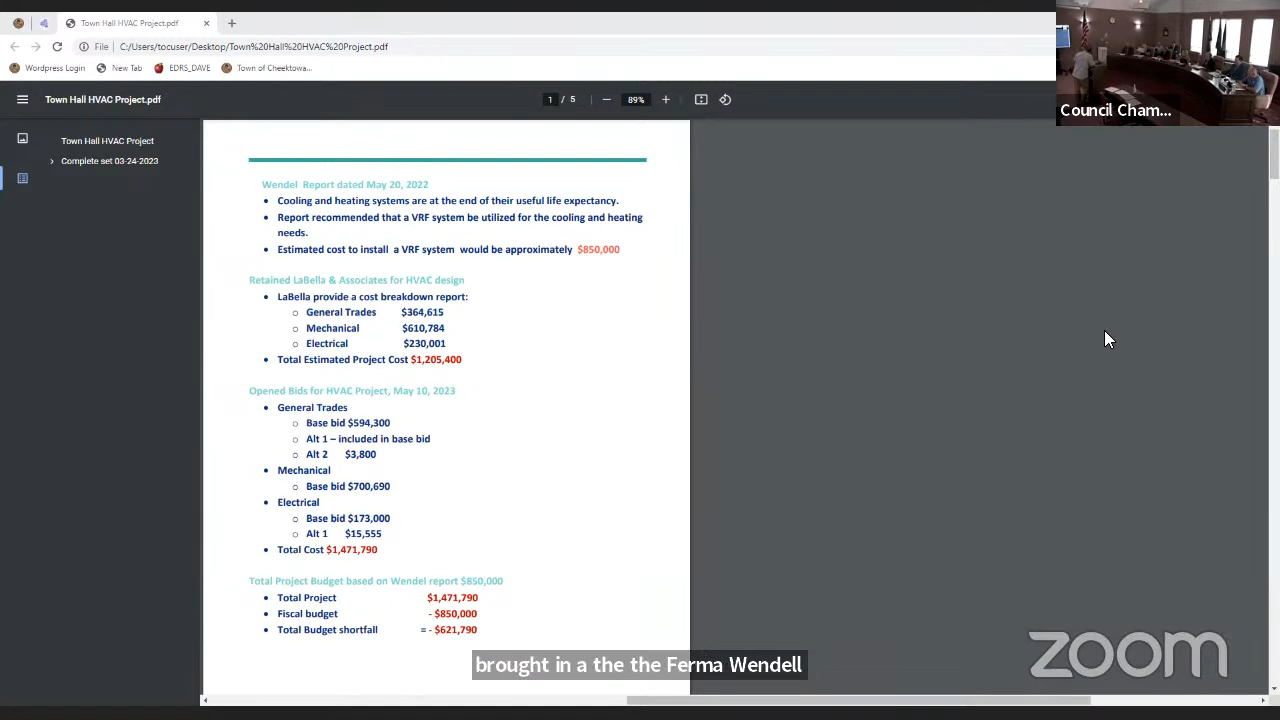 Town Hall HVAC Project.pdf
File
C:/Users/tocuser/Desktop/Town%20Hall%20HVAC%20Project.pdf
Wordpress Login
New Tab
EDRS_DAVE
Town of Cheektowa...
Council Cham...
Town Hall HVAC Project.pdf
1 / 5
89%
Town Hall HVAC Project
Complete set 03-24-2023
Wendel Report dated May 20, 2022
• Cooling and heating systems are at the end of their useful life expectancy.
• Report recommended that a VRF system be utilized for the cooling and heating
needs.
• Estimated cost to install a VRF system would be approximately $850,000
Retained LaBella & Associates for HVAC design
• LaBella provide a cost breakdown report:
o General Trades $364,615
o Mechanical $610,784
o Electrical $230,001
• Total Estimated Project Cost $1,205,400
Opened Bids for HVAC Project, May 10, 2023
• General Trades
o Base bid $594,300
o Alt 1 – included in base bid
o Alt 2 $3,800
• Mechanical
o Base bid $700,690
• Electrical
o Base bid $173,000
o Alt 1 $15,555
• Total Cost $1,471,790
Total Project Budget based on Wendel report $850,000
• Total Project $1,471,790
• Fiscal budget - $850,000
• Total Budget shortfall = - $621,790
brought in a the the Ferma Wendell
zoom